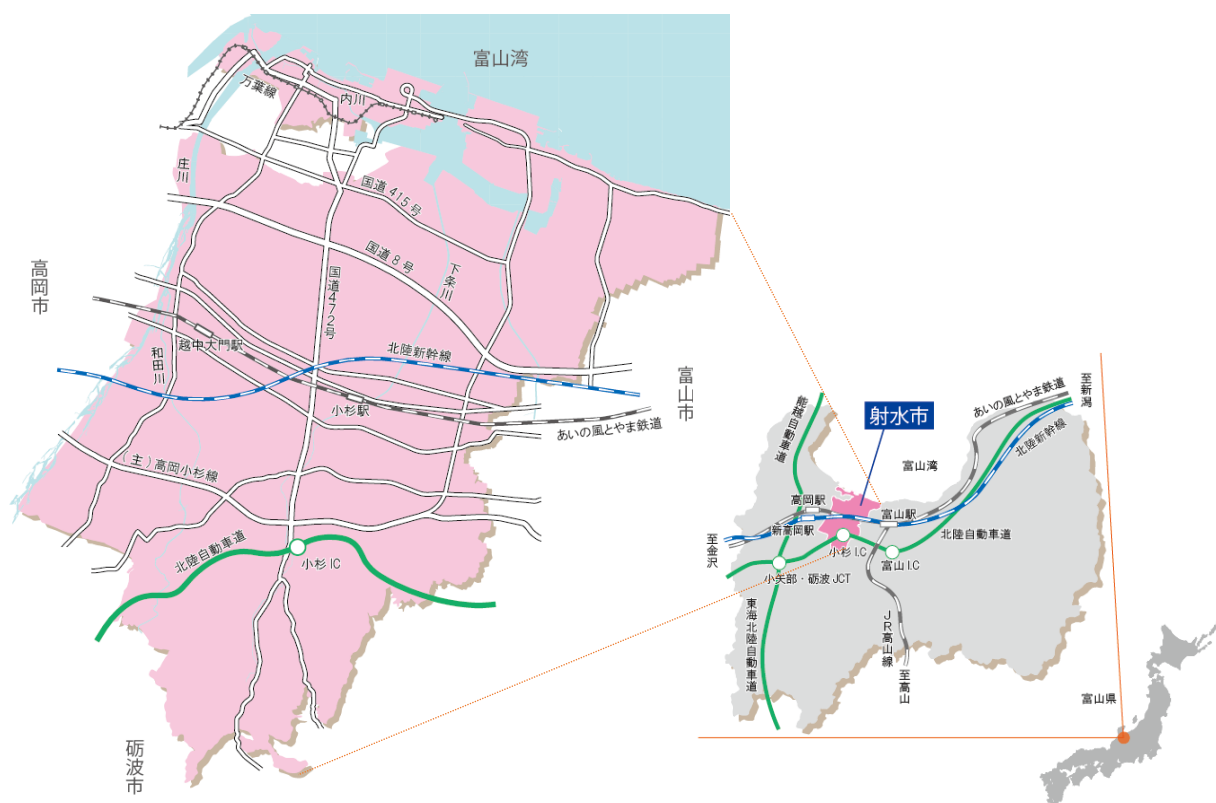 富山湾
万葉線
内川
庄川
国道415号
国道8号
下条川
国道472号
高岡市
越中大門駅
和田川
北陸新幹線
小杉駅
富山市
あいの風とやま鉄道
(主)高岡小杉線
北陸自動車道
小杉IC
砺波市
能越自動車道
射水市
富山湾
あいの風とやま鉄道
至新潟
北陸新幹線
高岡駅
新高岡駅
富山駅
至金沢
小杉I.C
富山I.C
北陸自動車道
小矢部・砺波JCT
東海北陸自動車道
JR高山線
至高山
富山県